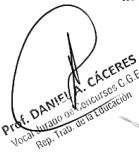 Prof. DANIEL A. CÁCERES
Vocal Jurado de Concursos C.G.E
Rep. Trab. de la Educación